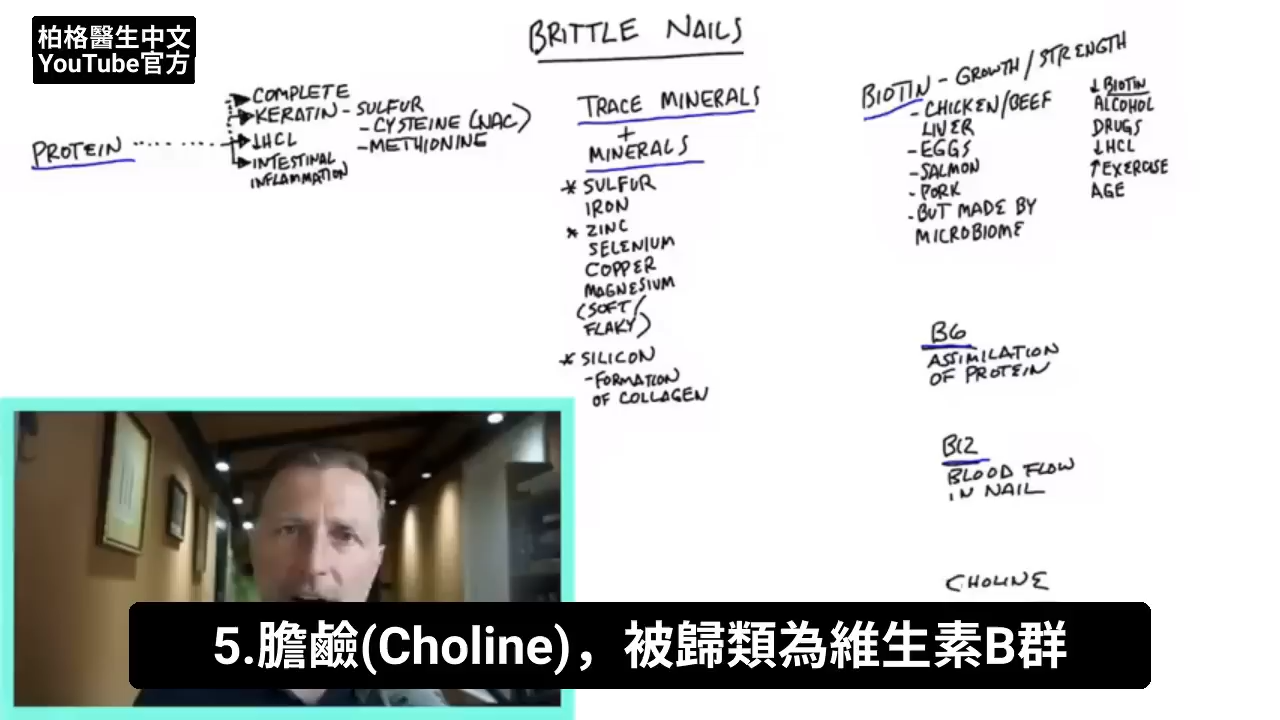 柏格醫生中文
YouTube官方
BRITTLE NAILS
PROTEIN
COMPLETE
KERATIN - SULFUR
- CYSTEINE (NAC)
- METHIONINE
↓HCL
INTESTINAL
INFLAMMATION
TRACE MINERALS
+
MINERALS
* SULFUR
IRON
* ZINC
SELENIUM
COPPER
MAGNESIUM
(SOFT/
FLAKY)
* SILICON
- FORMATION
OF COLLAGEN
BIOTIN - GROWTH/STRENGTH
- CHICKEN/BEEF
LIVER
- EGGS
- SALMON
- PORK
- BUT MADE BY
MICROBIOME
↓ BIOTIN
ALCOHOL
DRUGS
↓HCL
↑EXERCISE
AGE
B6
ASSIMILATION
OF PROTEIN
B12
BLOOD FLOW
IN NAIL
CHOLINE
5.膽鹼(Choline)，被歸類為維生素B群